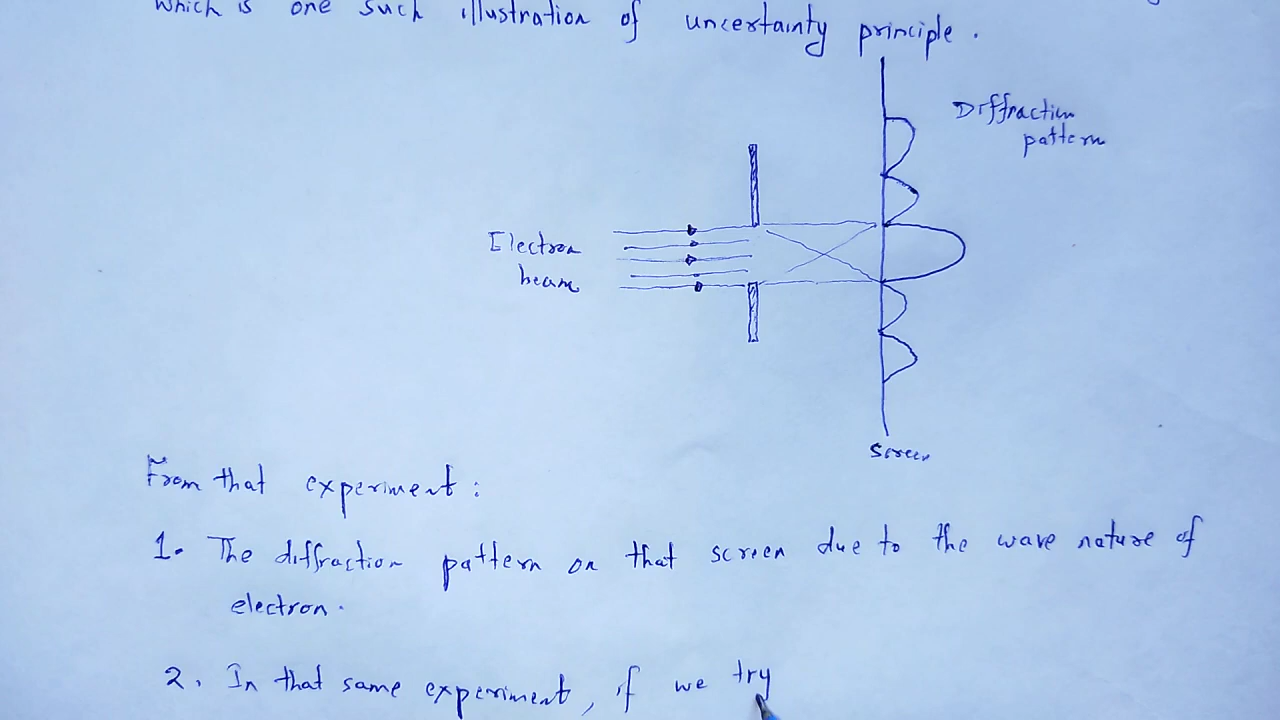 which is one such illustration of uncertainty principle.
Diffraction
pattern
Electron
beam
Screen
From that experiment:
1. The diffraction pattern on that screen due to the wave nature of
electron.
2. In that same experiment, if we try